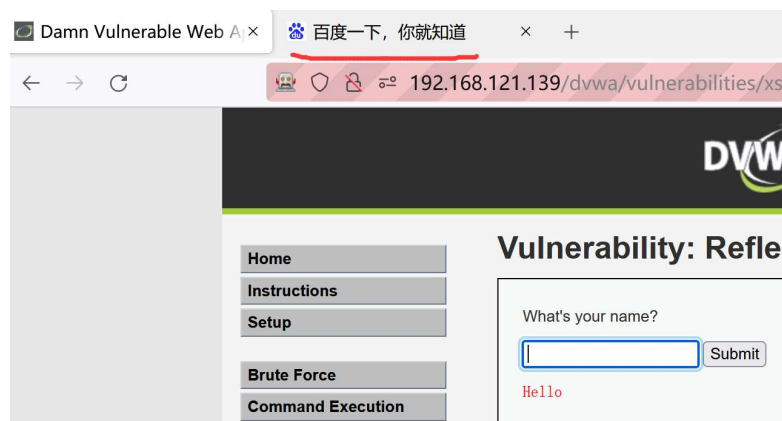 Damn Vulnerable Web A
百度一下，你就知道
192.168.121.139/dvwa/vulnerabilities/xs
DVW
Vulnerability: Refle
Home
Instructions
Setup
Brute Force
Command Execution
What's your name?
Submit
Hello